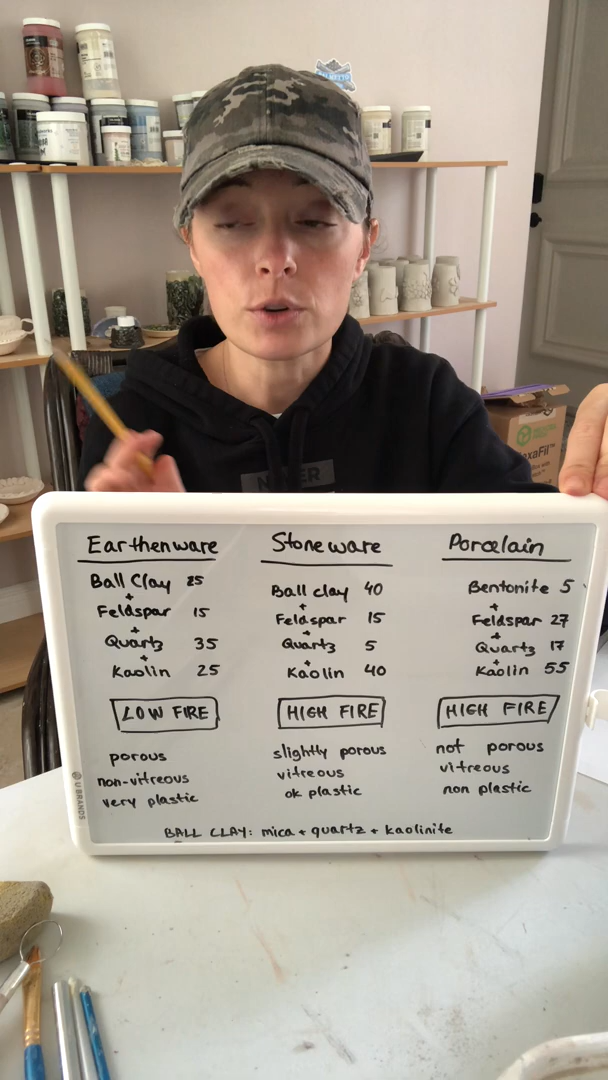 Earthenware
Ball Clay 25
+
Feldspar 15
+
Quartz 35
+
Kaolin 25
LOW FIRE
porous
non-vitreous
very plastic
Stoneware
Ball clay 40
+
Feldspar 15
+
Quartz 5
+
Kaolin 40
HIGH FIRE
slightly porous
vitreous
ok plastic
Porcelain
Bentonite 5
+
Feldspar 27
+
Quartz 17
+
Kaolin 55
HIGH FIRE
not porous
vitreous
non plastic
BALL CLAY: mica + quartz + kaolinite
U BRANDS